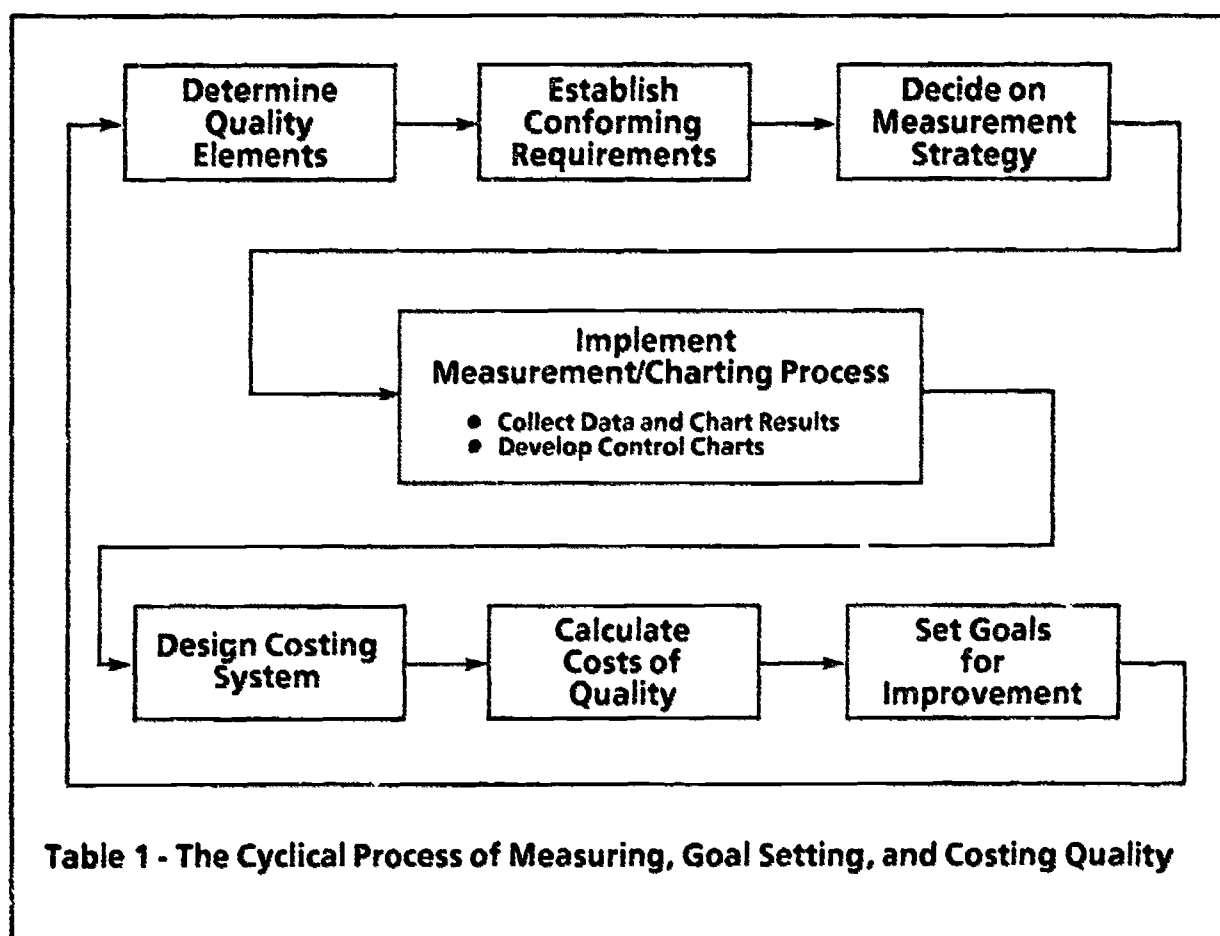 Determine
Quality
Elements
Establish
Conforming
Requirements
Decide on
Measurement
Strategy
Implement
Measurement/Charting Process
● Collect Data and Chart Results
● Develop Control Charts
Design Costing
System
Calculate
Costs of
Quality
Set Goals
for
Improvement
Table 1 - The Cyclical Process of Measuring, Goal Setting, and Costing Quality